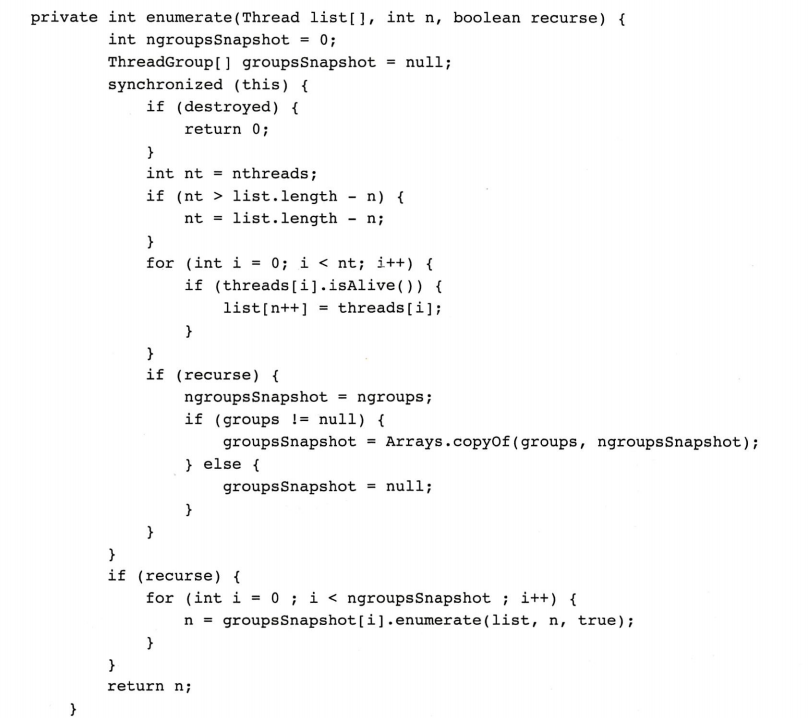 private int enumerate(Thread list[], int n, boolean recurse) {
        int ngroupsSnapshot = 0;
        ThreadGroup[] groupsSnapshot = null;
        synchronized (this) {
            if (destroyed) {
                return 0;
            }
            int nt = nthreads;
            if (nt > list.length - n) {
                nt = list.length - n;
            }
            for (int i = 0; i < nt; i++) {
                if (threads[i].isAlive()) {
                    list[n++] = threads[i];
                }
            }
            if (recurse) {
                ngroupsSnapshot = ngroups;
                if (groups != null) {
                    groupsSnapshot = Arrays.copyOf(groups, ngroupsSnapshot);
                } else {
                    groupsSnapshot = null;
                }
            }
        }
        if (recurse) {
            for (int i = 0 ; i < ngroupsSnapshot ; i++) {
                n = groupsSnapshot[i].enumerate(list, n, true);
            }
        }
        return n;
    }